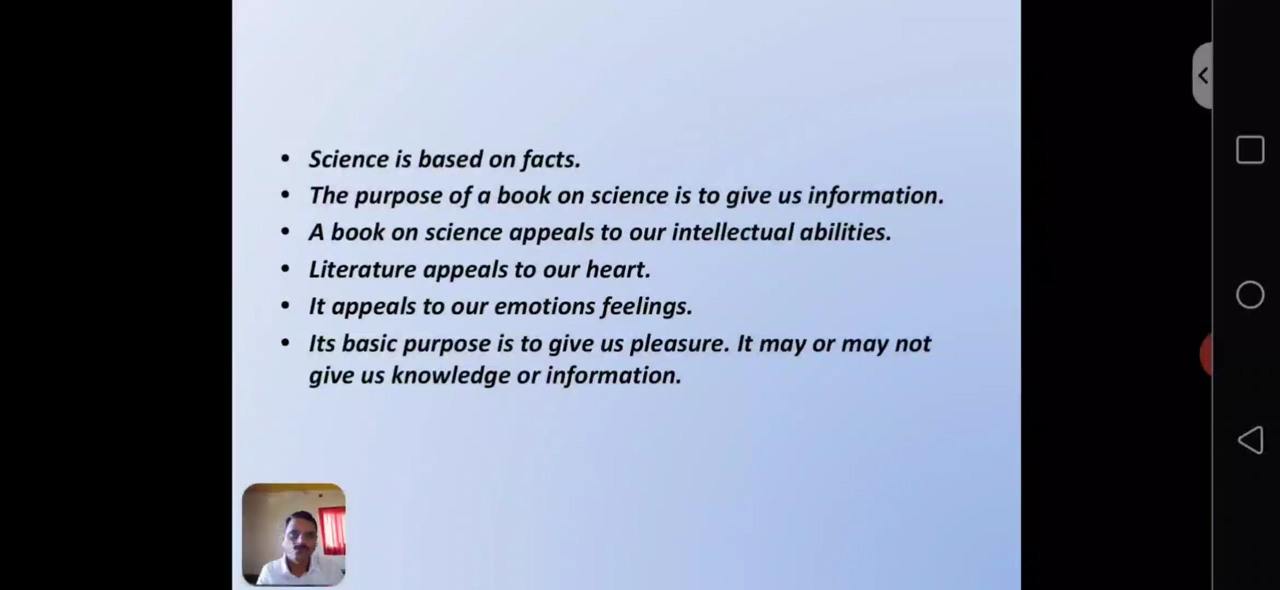 • Science is based on facts.
• The purpose of a book on science is to give us information.
• A book on science appeals to our intellectual abilities.
• Literature appeals to our heart.
• It appeals to our emotions feelings.
• Its basic purpose is to give us pleasure. It may or may not
give us knowledge or information.